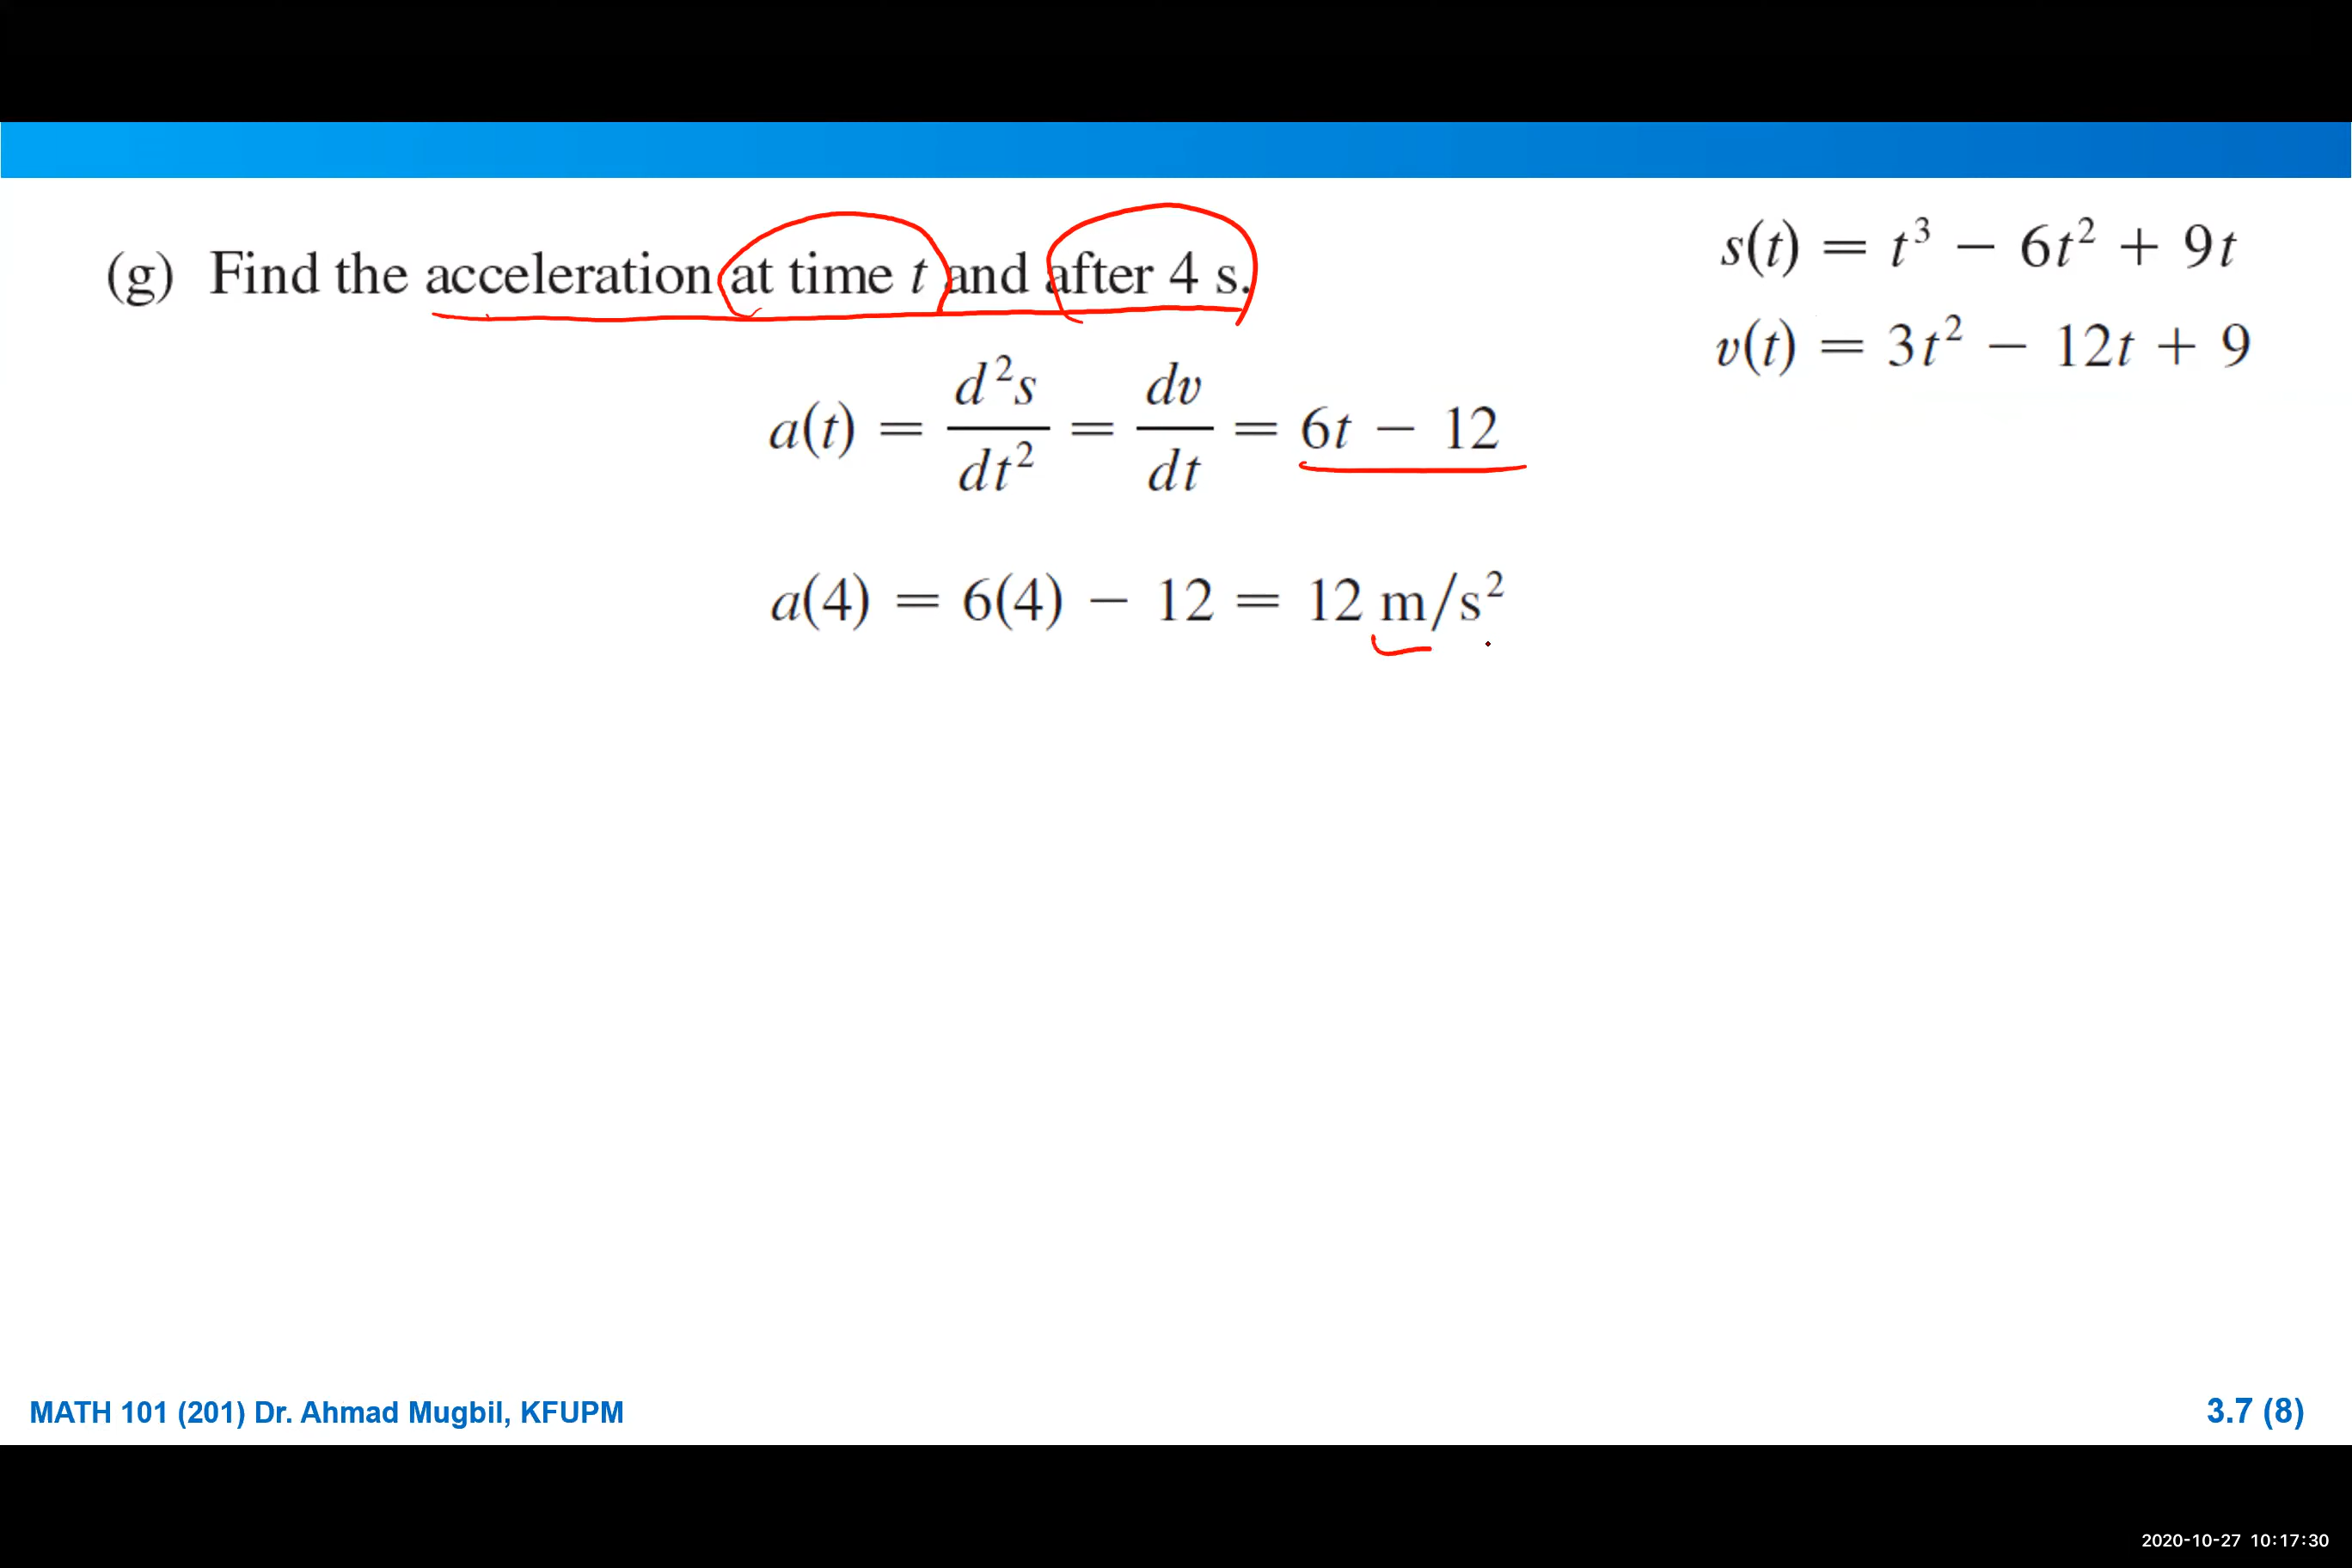 (g) Find the acceleration at time t and after 4 s.
s(t) = t³ − 6t² + 9t
v(t) = 3t² − 12t + 9
a(t) = d²s/dt² = dv/dt = 6t − 12
a(4) = 6(4) − 12 = 12 m/s²
MATH 101 (201) Dr. Ahmad Mugbil, KFUPM
3.7 (8)
2020-10-27 10:17:30